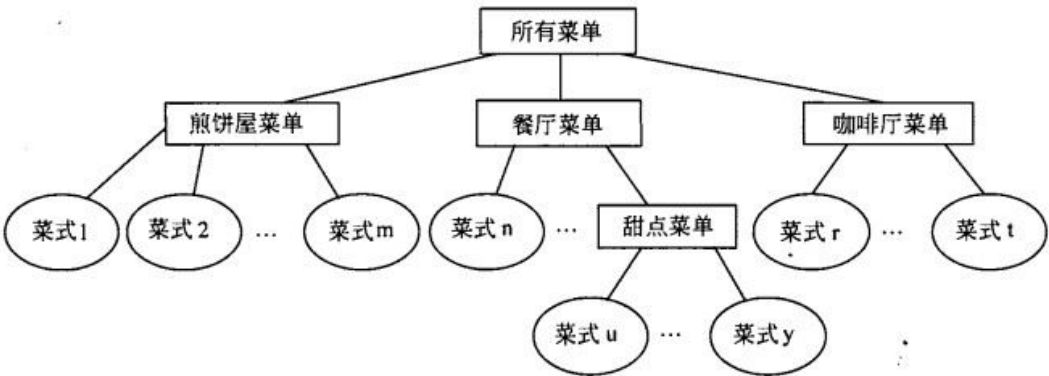 所有菜单
煎饼屋菜单 餐厅菜单 咖啡厅菜单
菜式1 菜式2 … 菜式m 菜式n … 甜点菜单 菜式r … 菜式t
菜式u … 菜式y